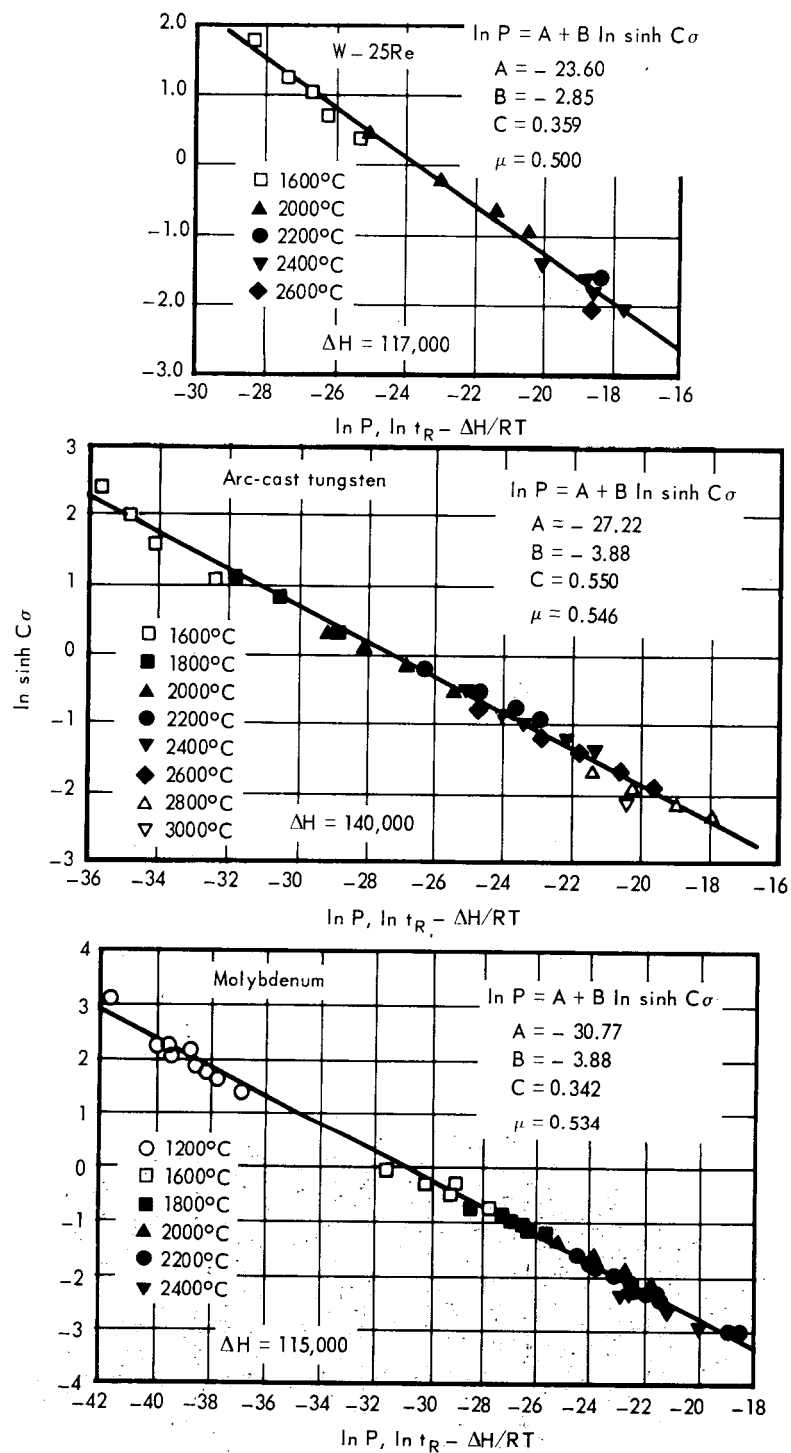 W – 25Re
ln P = A + B ln sinh Cσ
A = – 23.60
B = – 2.85
C = 0.359
μ = 0.500
2.0
1.0
0
–1.0
–2.0
–3.0
1600°C
2000°C
2200°C
2400°C
2600°C
ΔH = 117,000
–30 –28 –26 –24 –22 –20 –18 –16
ln P, ln tR – ΔH/RT
Arc-cast tungsten
ln P = A + B ln sinh Cσ
A = – 27.22
B = – 3.88
C = 0.550
μ = 0.546
3
2
1
0
–1
–2
–3
ln sinh Cσ
1600°C
1800°C
2000°C
2200°C
2400°C
2600°C
2800°C
3000°C
ΔH = 140,000
–36 –34 –32 –30 –28 –26 –24 –22 –20 –18 –16
ln P, ln tR – ΔH/RT
Molybdenum
ln P = A + B ln sinh Cσ
A = – 30.77
B = – 3.88
C = 0.342
μ = 0.534
4
3
2
1
0
–1
–2
–3
–4
1200°C
1600°C
1800°C
2000°C
2200°C
2400°C
ΔH = 115,000
–42 –40 –38 –36 –34 –32 –30 –28 –26 –24 –22 –20 –18
ln P, ln tR – ΔH/RT